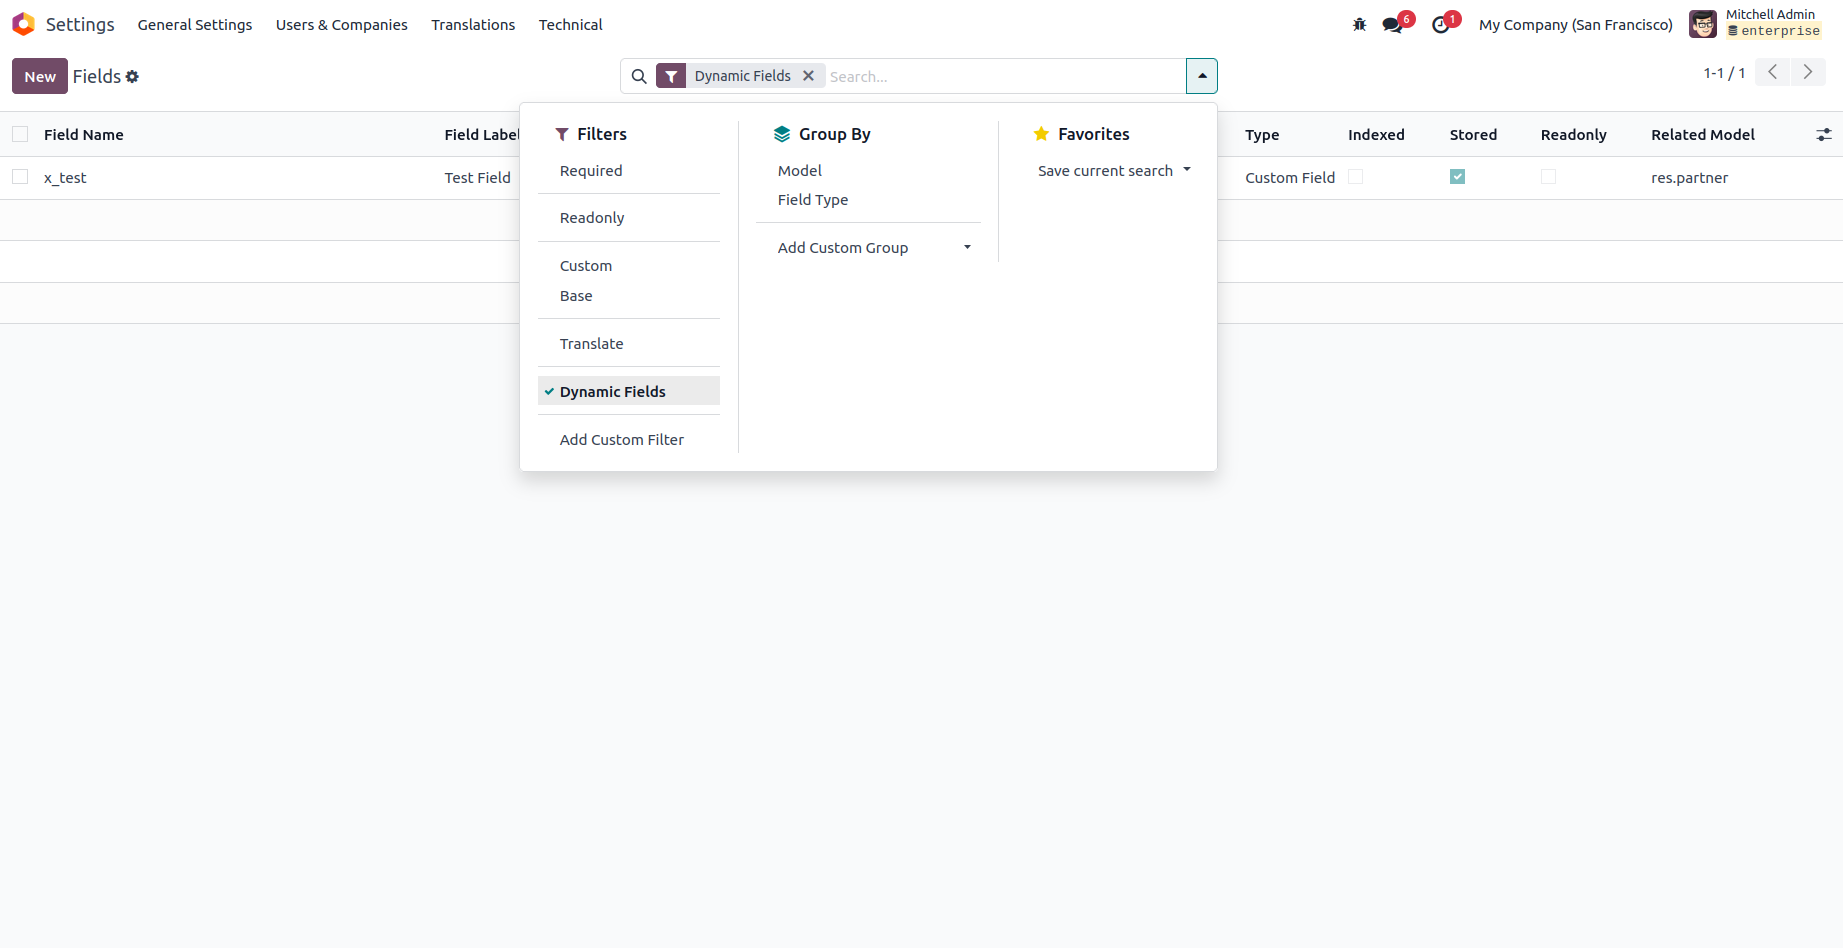 Settings General Settings Users & Companies Translations Technical 6 1 My Company (San Francisco) Mitchell Admin
enterprise
New Fields Dynamic Fields Search... 1-1 / 1
Field Name Field Label Type Indexed Stored Readonly Related Model
x_test Test Field Custom Field res.partner
Filters
Required
Readonly
Custom
Base
Translate
Dynamic Fields
Add Custom Filter
Group By
Model
Field Type
Add Custom Group
Favorites
Save current search